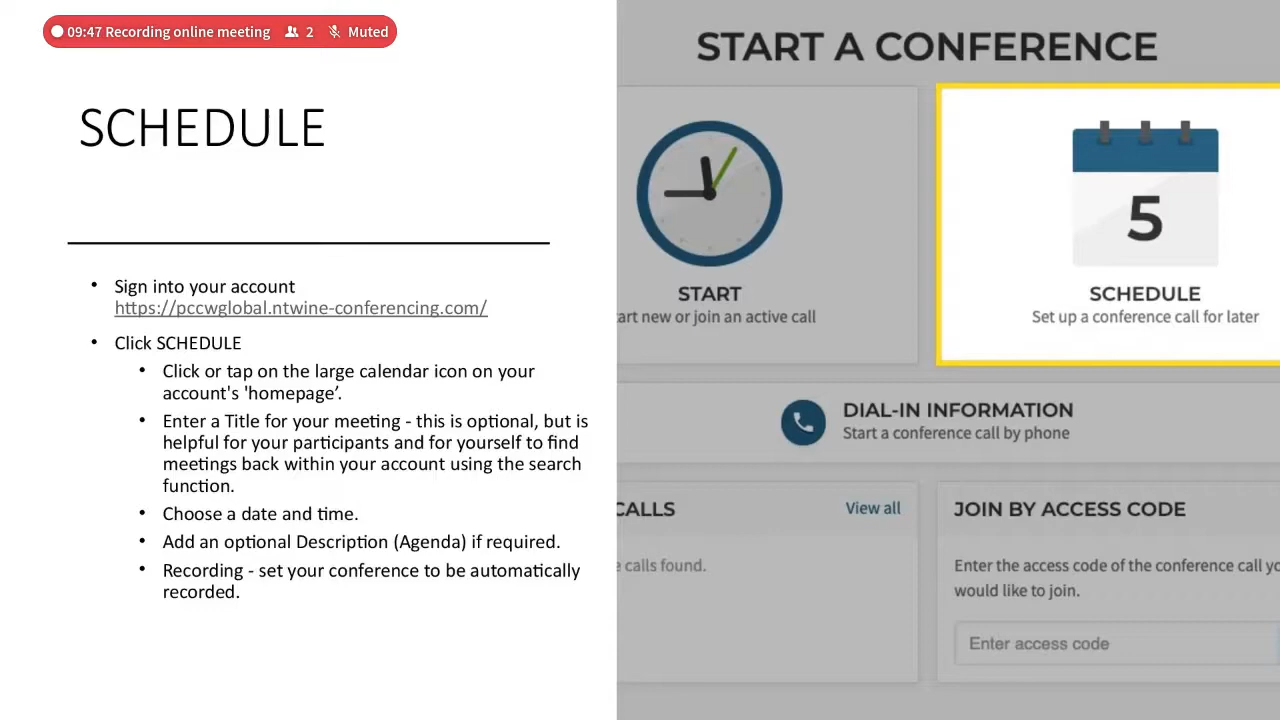 09:47 Recording online meeting 2 Muted
SCHEDULE
• Sign into your account
https://pccwglobal.ntwine-conferencing.com/
• Click SCHEDULE
• Click or tap on the large calendar icon on your
account's 'homepage’.
• Enter a Title for your meeting - this is optional, but is
helpful for your participants and for yourself to find
meetings back within your account using the search
function.
• Choose a date and time.
• Add an optional Description (Agenda) if required.
• Recording - set your conference to be automatically
recorded.
START A CONFERENCE
START
art new or join an active call
5
SCHEDULE
Set up a conference call for later
DIAL-IN INFORMATION
Start a conference call by phone
CALLS View all
calls found.
JOIN BY ACCESS CODE
Enter the access code of the conference call
would like to join.
Enter access code